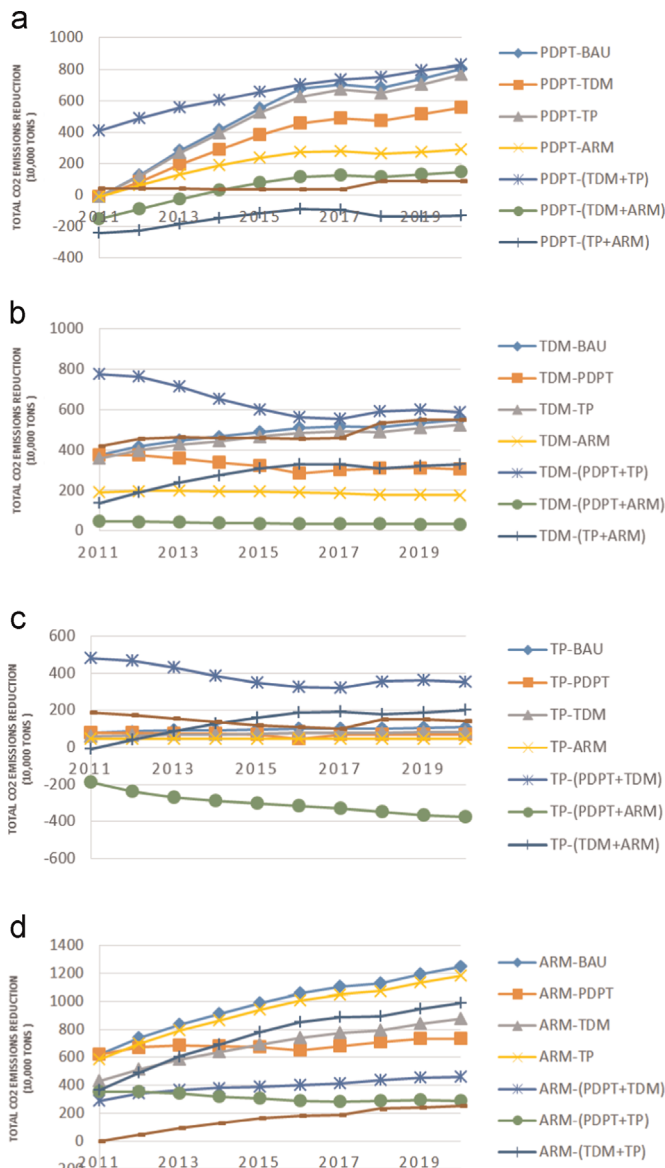 a
1000
800
600
400
200
0
-200
-400
2011 2013 2015 2017 2019
TOTAL CO2 EMISSIONS REDUCTION
(10,000 TONS )
PDPT-BAU
PDPT-TDM
PDPT-TP
PDPT-ARM
PDPT-(TDM+TP)
PDPT-(TDM+ARM)
PDPT-(TP+ARM)
b
1000
800
600
400
200
0
2011 2013 2015 2017 2019
TOTAL CO2 EMISSIONS REDUCTION
(10,000 TONS )
TDM-BAU
TDM-PDPT
TDM-TP
TDM-ARM
TDM-(PDPT+TP)
TDM-(PDPT+ARM)
TDM-(TP+ARM)
c
600
400
200
0
-200
-400
-600
2011 2013 2015 2017 2019
TOTAL CO2 EMISSIONS REDUCTION
(10,000 TONS )
TP-BAU
TP-PDPT
TP-TDM
TP-ARM
TP-(PDPT+TDM)
TP-(PDPT+ARM)
TP-(TDM+ARM)
d
1400
1200
1000
800
600
400
200
0
-200
2011 2013 2015 2017 2019
TOTAL CO2 EMISSIONS REDUCTION
(10,000 TONS )
ARM-BAU
ARM-PDPT
ARM-TDM
ARM-TP
ARM-(PDPT+TDM)
ARM-(PDPT+TP)
ARM-(TDM+TP)